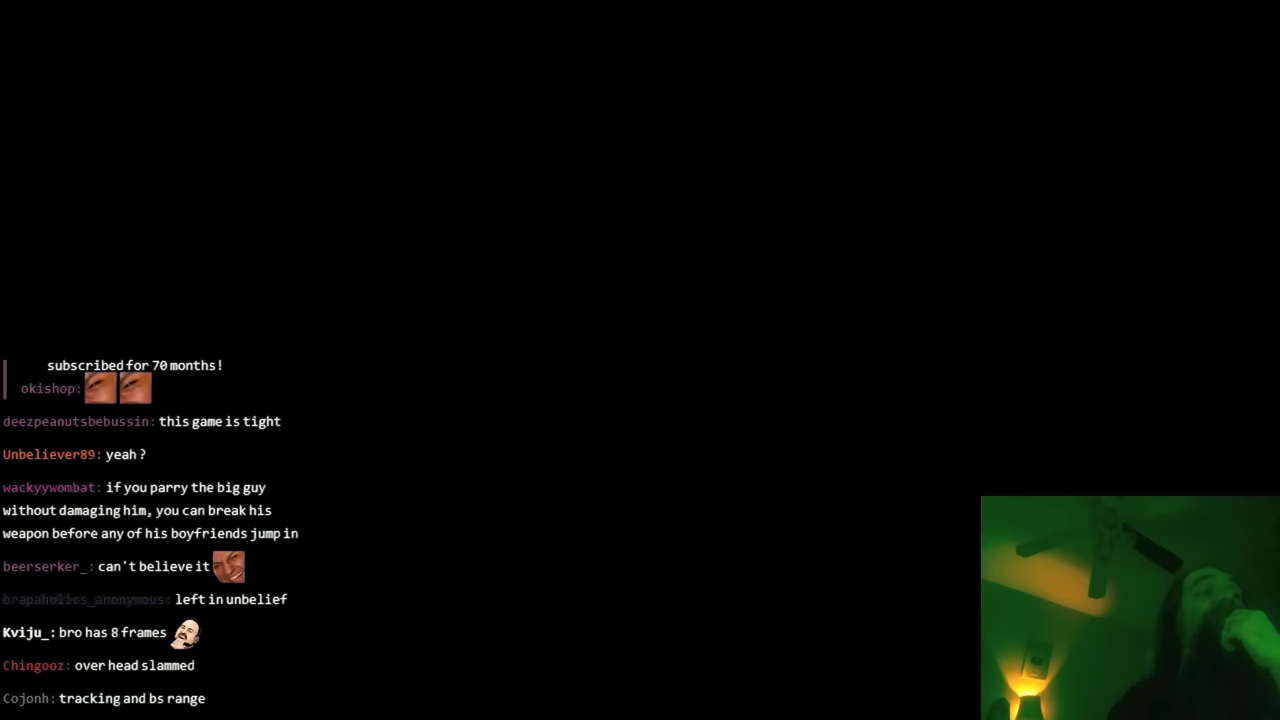 subscribed for 70 months!
okishop:
deezpeanutsbebussin: this game is tight
Unbeliever89: yeah ?
wackyywombat: if you parry the big guy
without damaging him, you can break his
weapon before any of his boyfriends jump in
beerserker_: can't believe it
brapaholics_anonymous: left in unbelief
Kviju_: bro has 8 frames
Chingooz: over head slammed
Cojonh: tracking and bs range